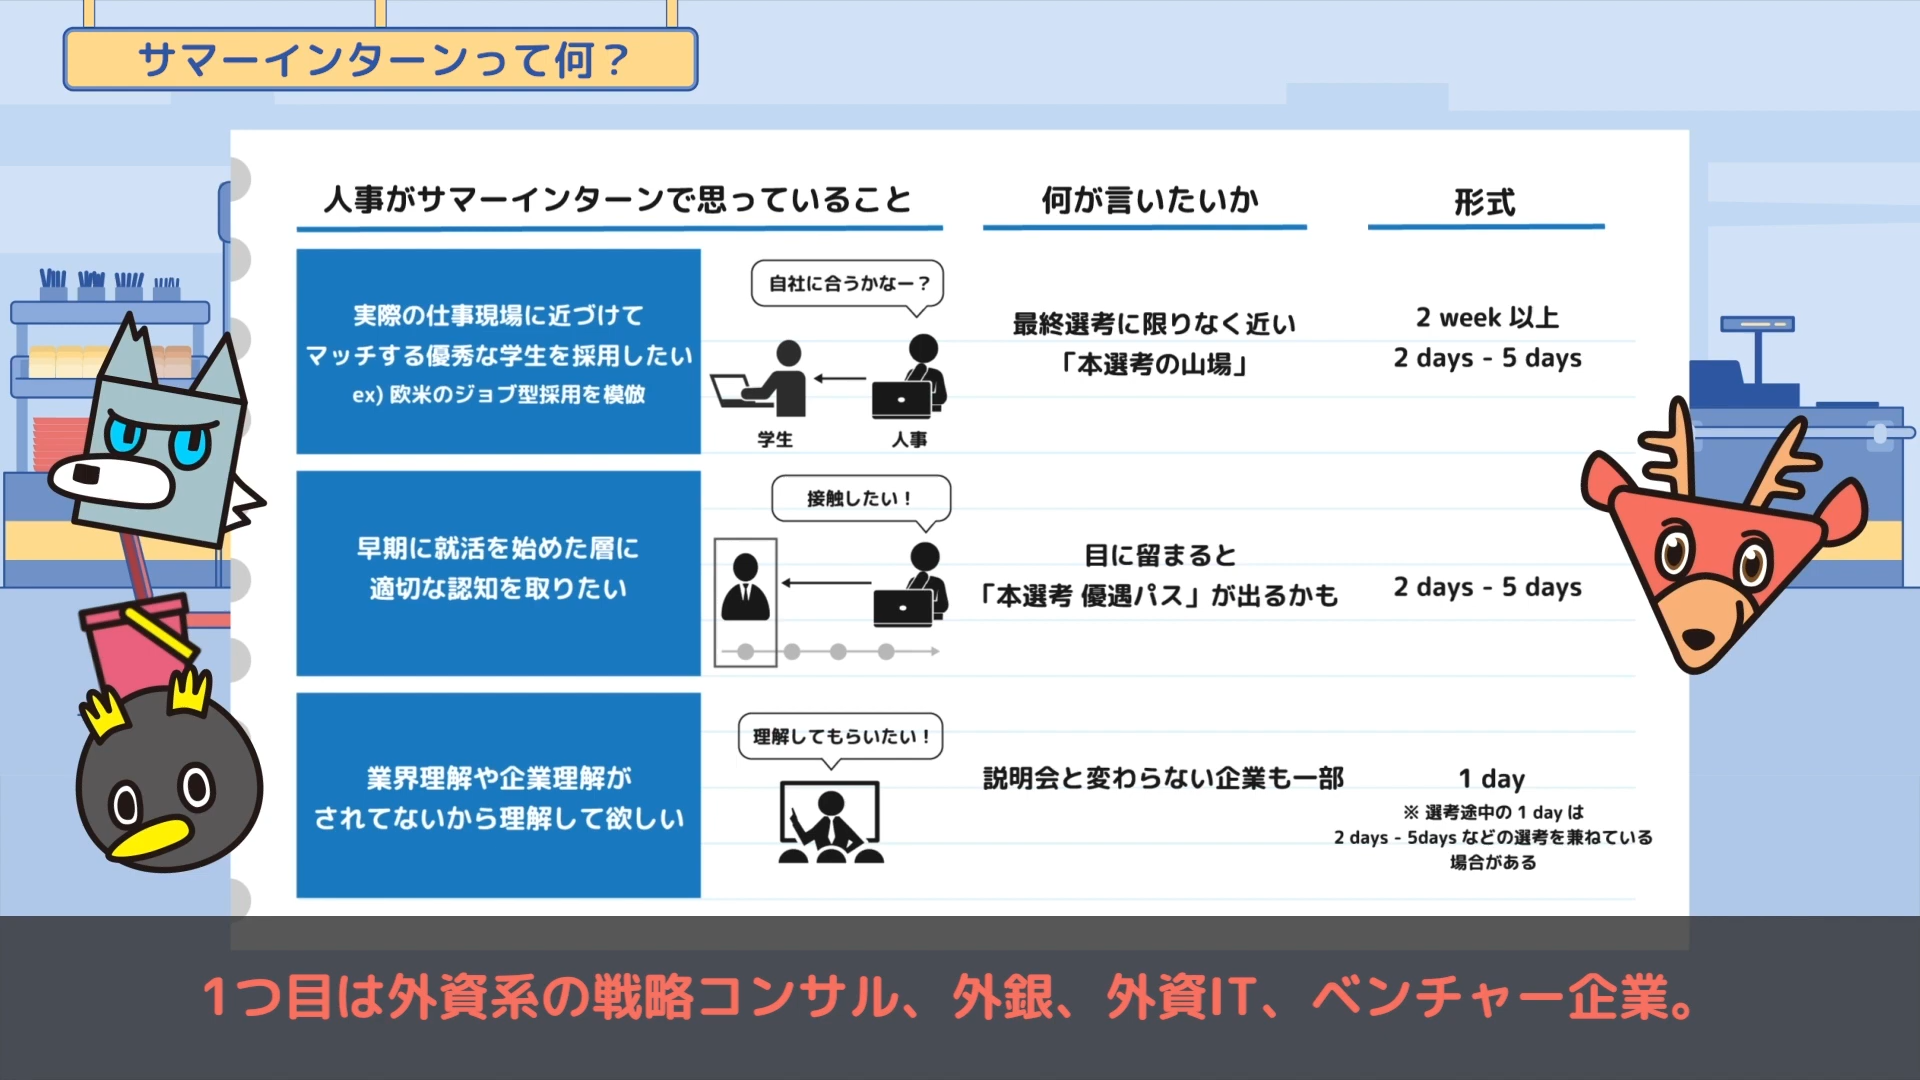 サマーインターンって何？
人事がサマーインターンで思っていること
何が言いたいか
形式
実際の仕事現場に近づけて
マッチする優秀な学生を採用したい
ex) 欧米のジョブ型採用を模倣
自社に合うかなー？
学生
人事
最終選考に限りなく近い
「本選考の山場」
2 week 以上
2 days - 5 days
早期に就活を始めた層に
適切な認知を取りたい
接触したい！
目に留まると
「本選考 優遇パス」が出るかも
2 days - 5 days
業界理解や企業理解が
されてないから理解して欲しい
理解してもらいたい！
説明会と変わらない企業も一部
1 day
※ 選考途中の 1 day は
2 days - 5days などの選考を兼ねている
場合がある
1つ目は外資系の戦略コンサル、外銀、外資IT、ベンチャー企業。